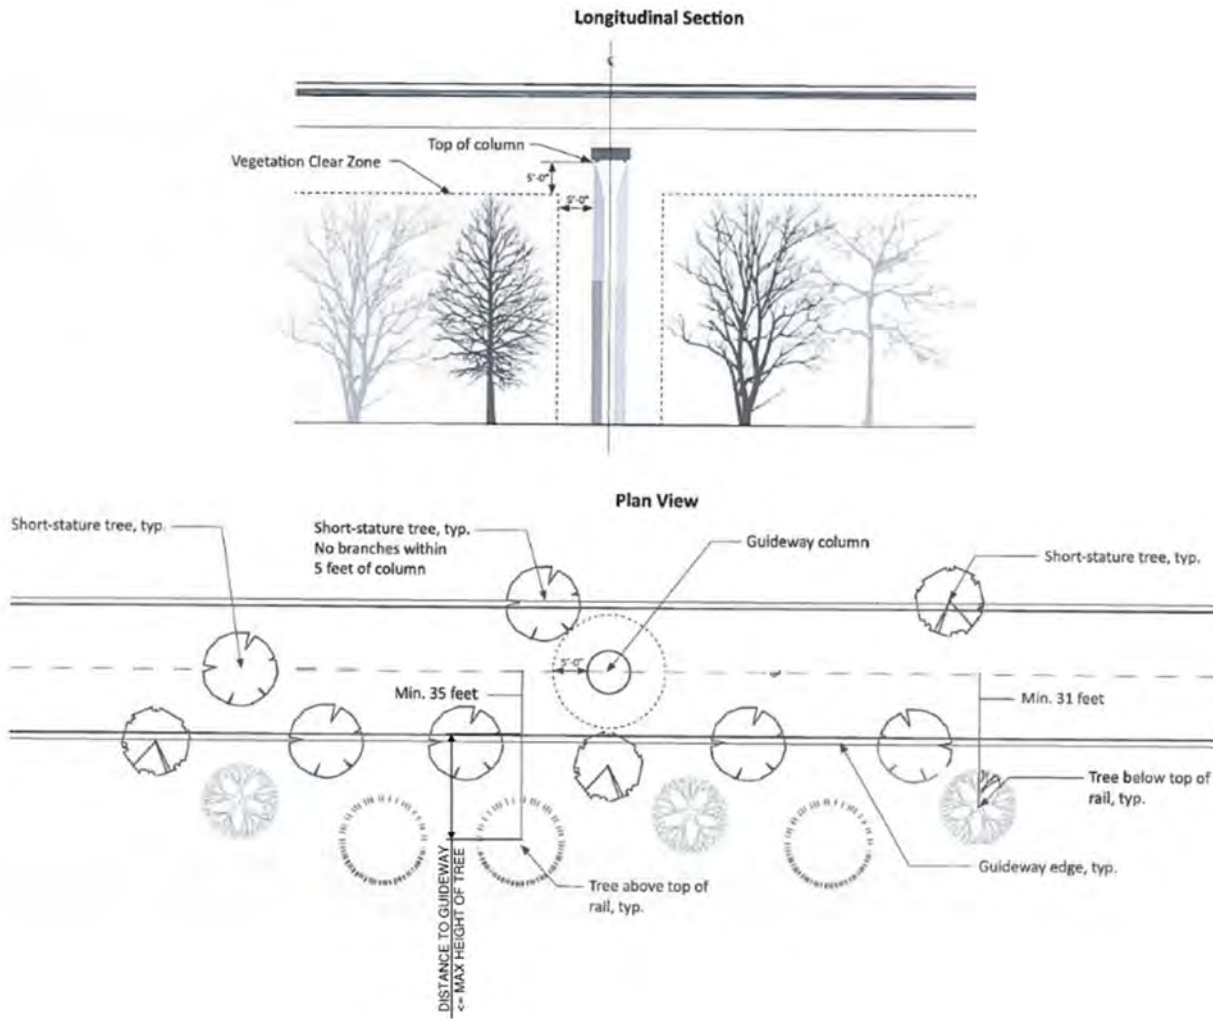 Longitudinal Section
℄
Top of column
Vegetation Clear Zone
5'-0"
5'-0"
Plan View
Short-stature tree, typ.
Short-stature tree, typ.
No branches within
5 feet of column
Guideway column
Short-stature tree, typ.
5'-0"
Min. 35 feet
Min. 31 feet
Tree below top of
rail, typ.
Guideway edge, typ.
Tree above top of
rail, typ.
DISTANCE TO GUIDEWAY
<= MAX HEIGHT OF TREE